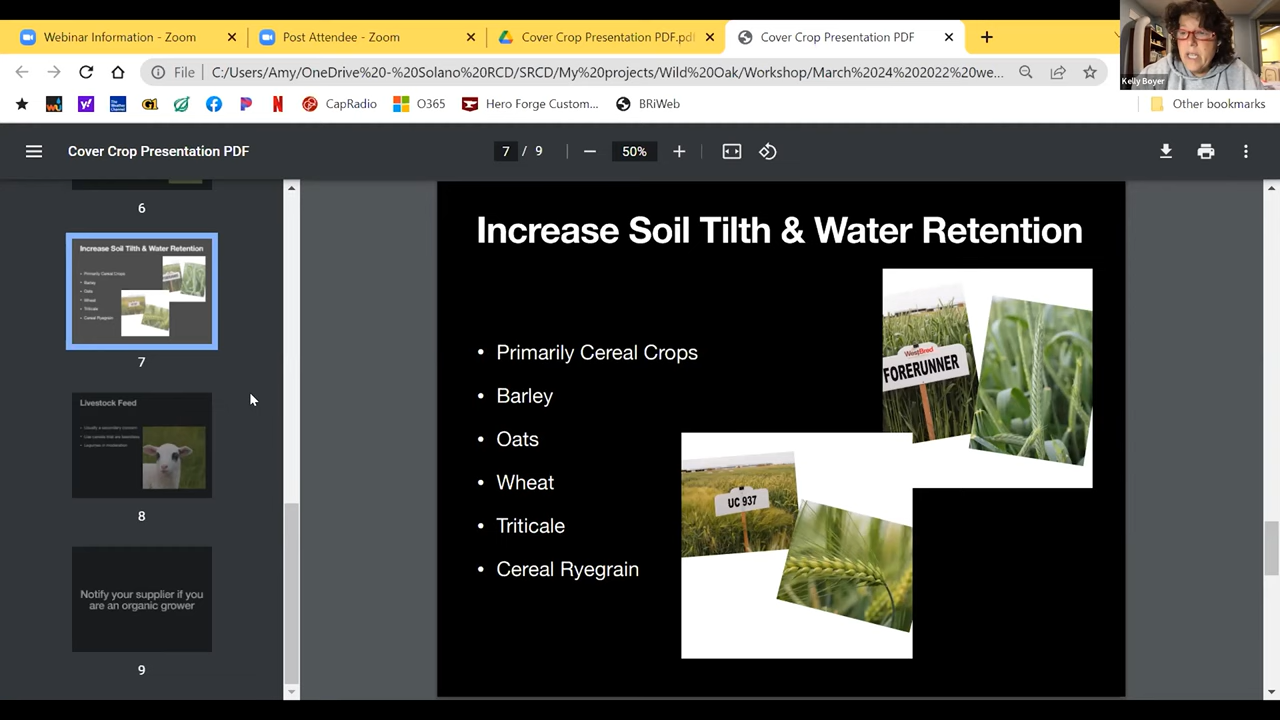 Webinar Information - Zoom
Post Attendee - Zoom
Cover Crop Presentation PDF.pdf
Cover Crop Presentation PDF
Kelly Boyer
File
C:/Users/Amy/OneDrive%20-%20Solano%20RCD/SRCD/My%20projects/Wild%20Oak/Workshop/March%2024%202022%20we...
CapRadio
O365
Hero Forge Custom...
BRiWeb
Other bookmarks
Cover Crop Presentation PDF
7 / 9
50%
6
Increase Soil Tilth & Water Retention
Primarily Cereal Crops
Barley
Oats
Wheat
Triticale
Cereal Ryegrain
7
Livestock Feed
8
Notify your supplier if you
are an organic grower
9
Increase Soil Tilth & Water Retention
• Primarily Cereal Crops
• Barley
• Oats
• Wheat
• Triticale
• Cereal Ryegrain
WestBred
FORERUNNER
UC 937